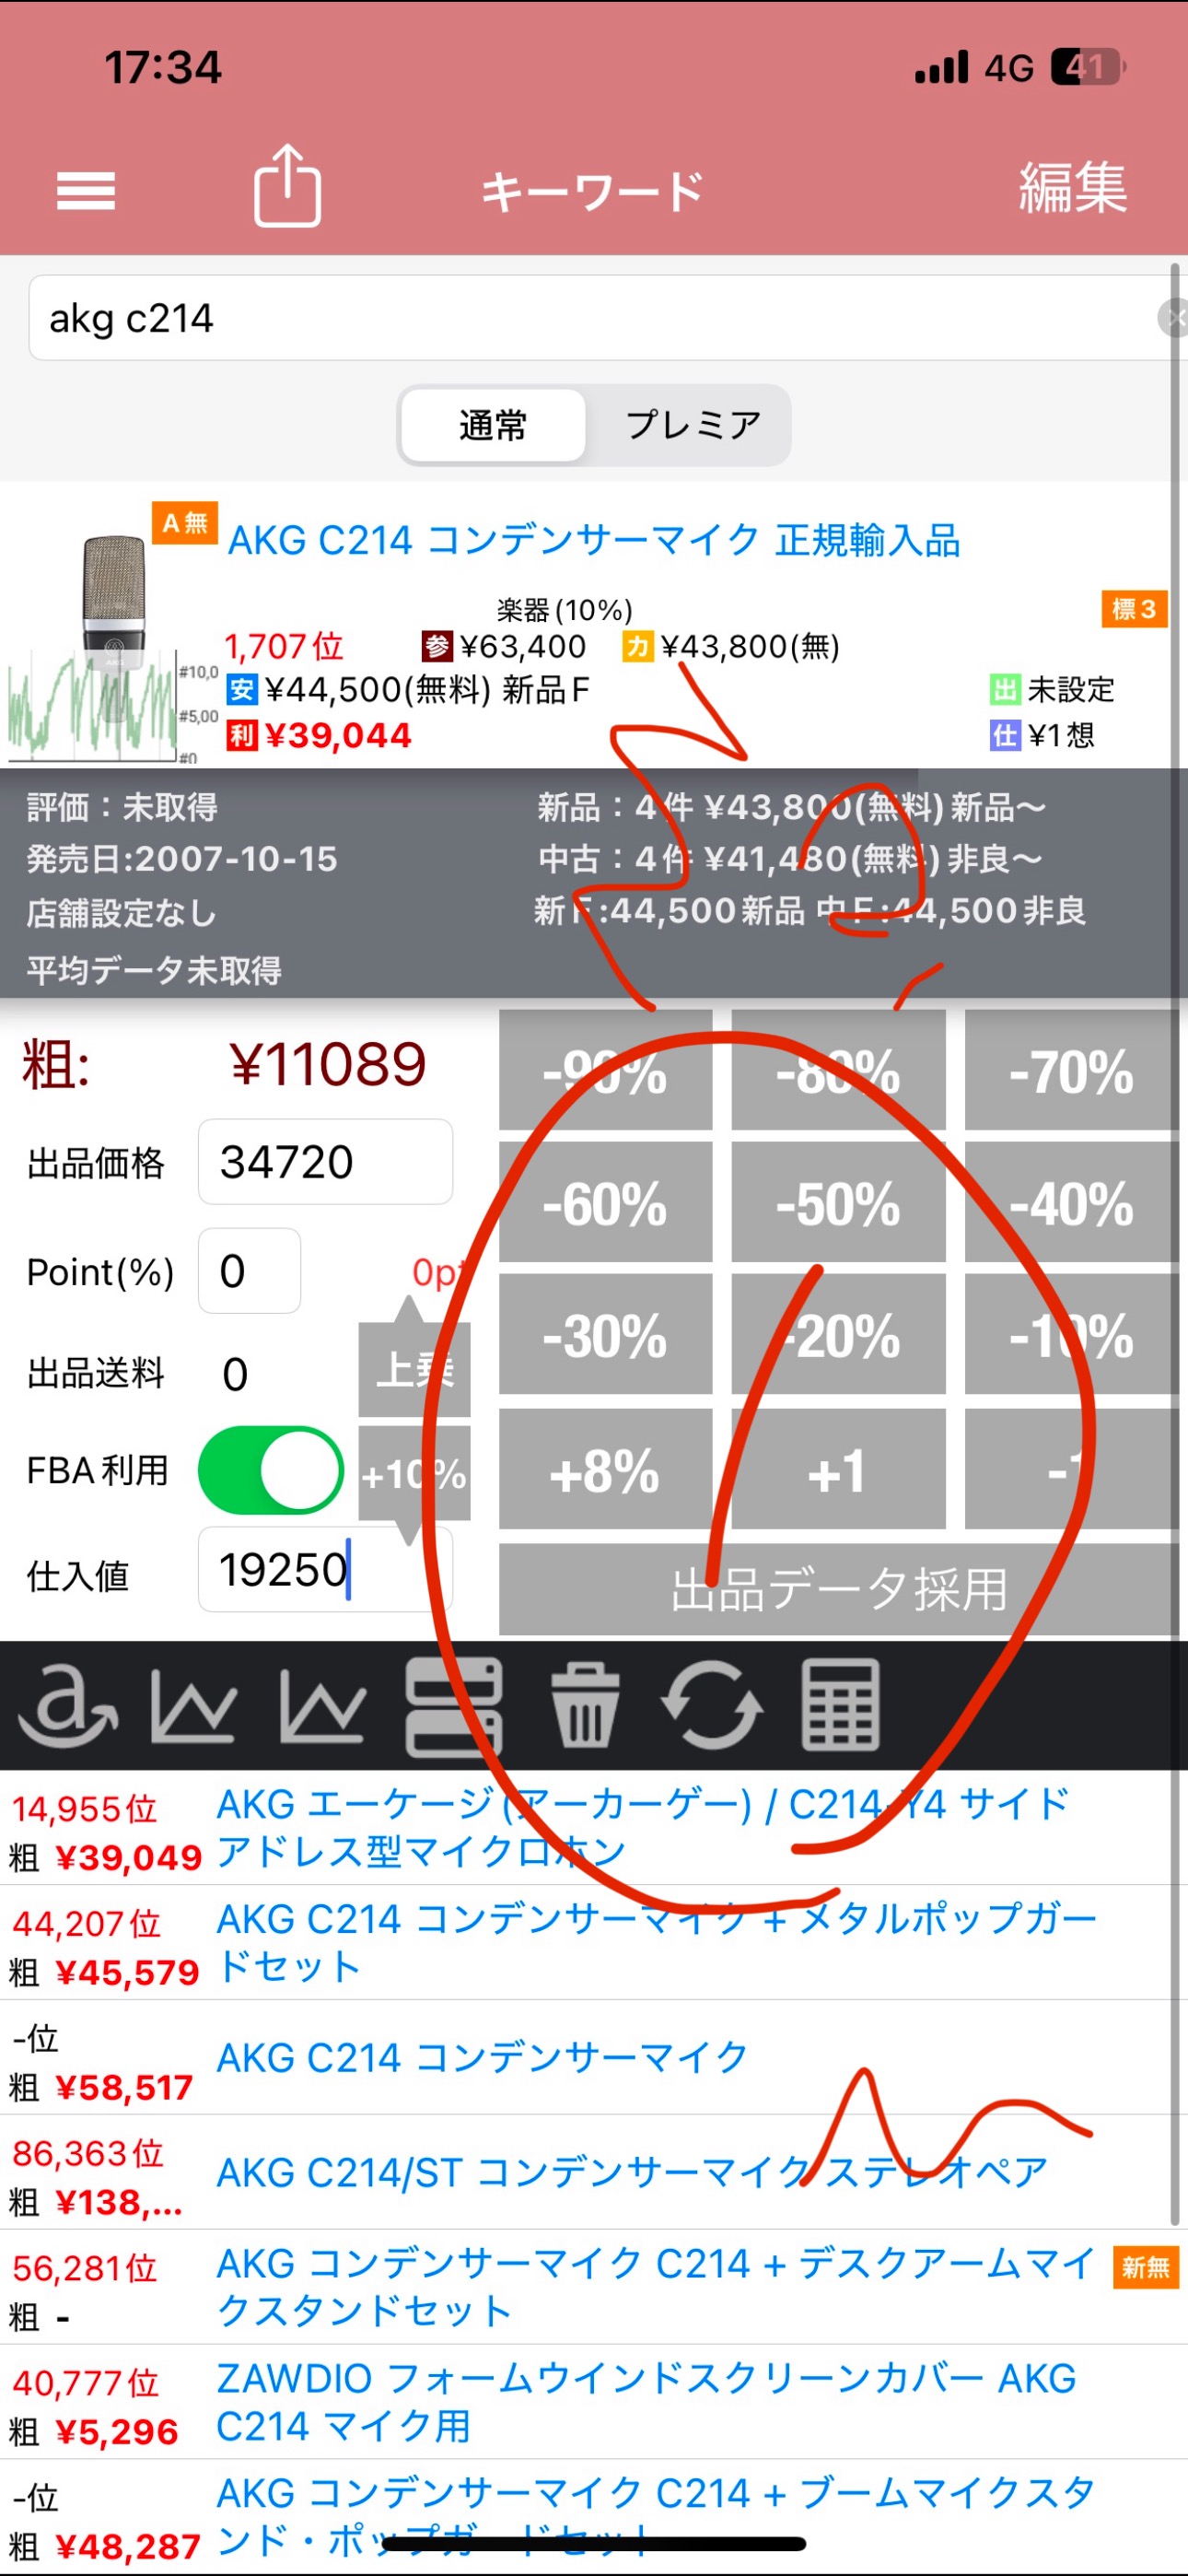 17:34 4G 41
キーワード 編集
akg c214
通常 プレミア
A無 AKG C214 コンデンサーマイク 正規輸入品
楽器(10%) 標3
1,707位 参 ¥63,400 カ ¥43,800(無)
#10,0
安 ¥44,500(無料) 新品F 出 未設定
#5,00
利 ¥39,044 仕 ¥1想
#0
評価：未取得 新品：4件 ¥43,800(無料)新品〜
発売日:2007-10-15 中古：4件 ¥41,480(無料)非良〜
店舗設定なし 新F:44,500新品 中F:44,500非良
平均データ未取得
粗: ¥11089 -90% -80% -70%
出品価格 34720 -60% -50% -40%
Point(%) 0 0pt
出品送料 0 上乗 -30% -20% -10%
FBA利用 +10% +8% +1 -1
仕入値 19250 出品データ採用
14,955位 AKG エーケージ(アーカーゲー) / C214-Y4 サイド
粗 ¥39,049 アドレス型マイクロホン
44,207位 AKG C214 コンデンサーマイク + メタルポップガー
粗 ¥45,579 ドセット
-位 AKG C214 コンデンサーマイク
粗 ¥58,517
86,363位 AKG C214/ST コンデンサーマイク ステレオペア
粗 ¥138,...
56,281位 AKG コンデンサーマイク C214 + デスクアームマイ 新無
粗 - クスタンドセット
40,777位 ZAWDIO フォームウインドスクリーンカバー AKG
粗 ¥5,296 C214 マイク用
-位 AKG コンデンサーマイク C214 + ブームマイクスタ
粗 ¥48,287 ンド・ポップガードセット